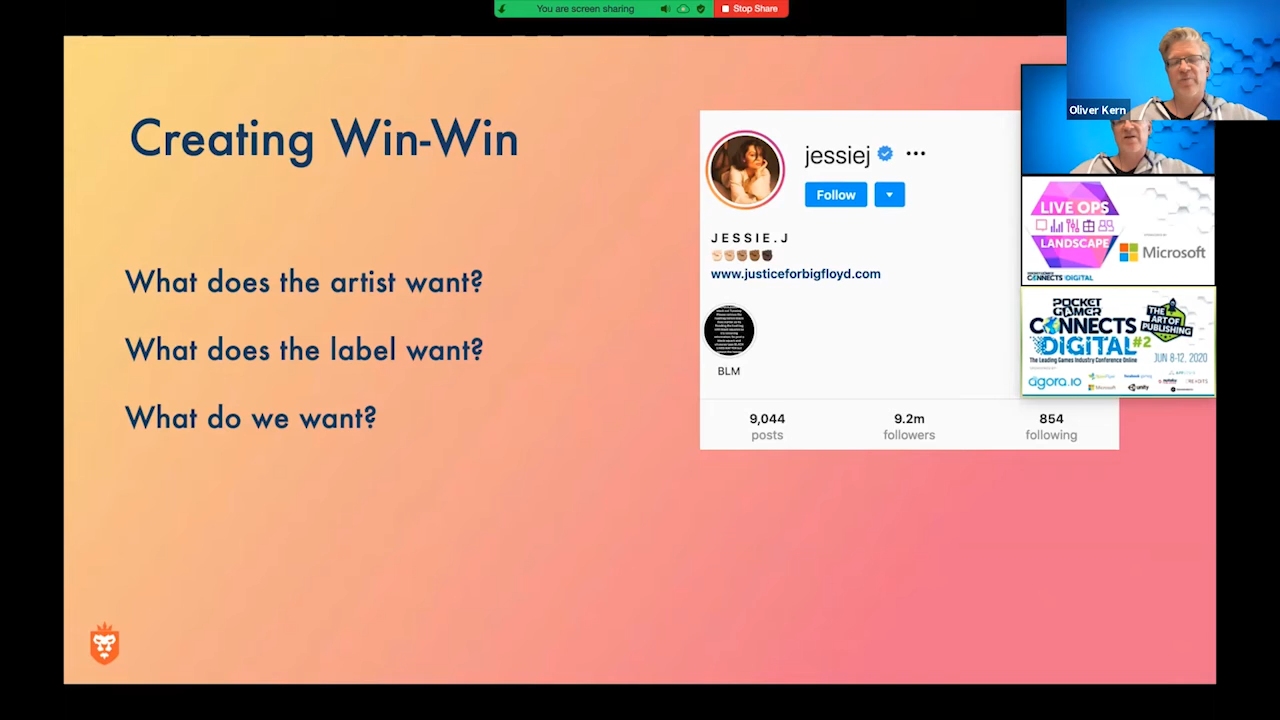 You are screen sharing
Stop Share
Oliver Kern
Creating Win-Win
What does the artist want?
What does the label want?
What do we want?
jessiej
Follow
JESSIE.J
www.justiceforbigfloyd.com
BLM
9,044
posts
9.2m
followers
854
following
LIVE OPS
LANDSCAPE
Microsoft
CONNECTS DIGITAL
POCKET
GAMER
CONNECTS
DIGITAL #2
THE ART OF
PUBLISHING
The Leading Games Industry Conference Online
JUN 8-12, 2020
agora.io
Microsoft
unity